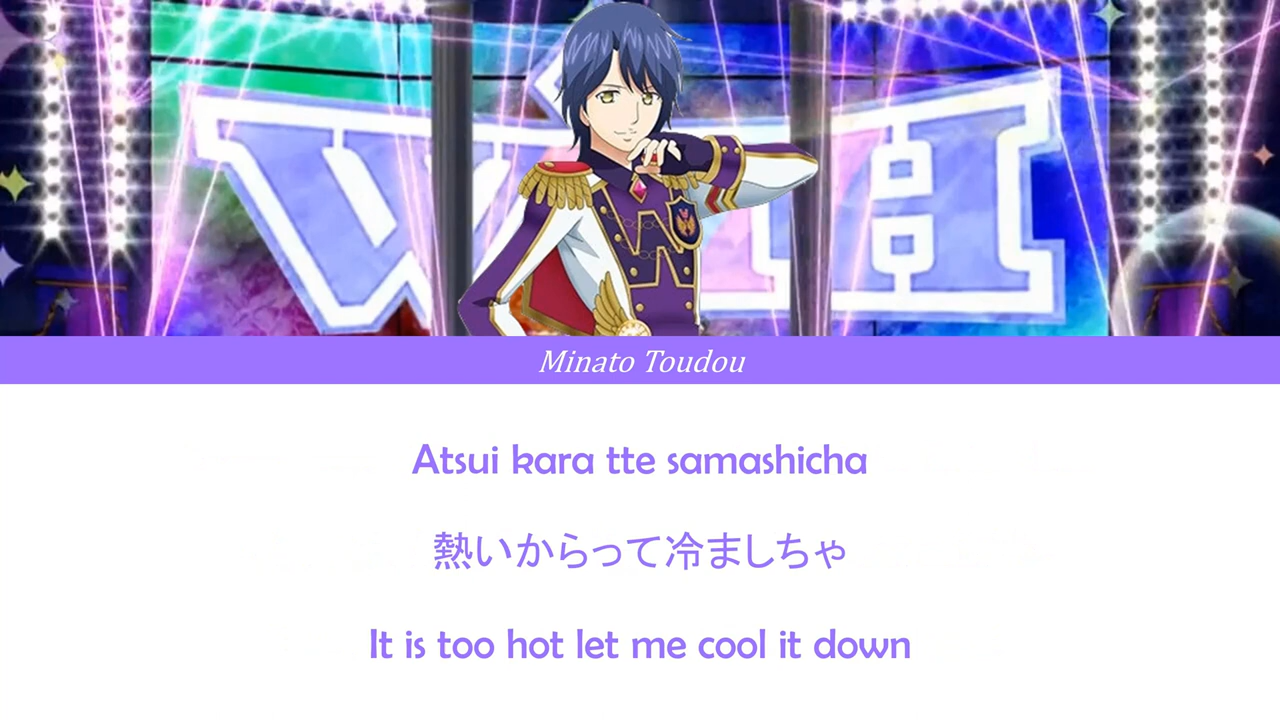 WITH
Minato Toudou
Atsui kara tte samashicha
熱いからって冷ましちゃ
It is too hot let me cool it down